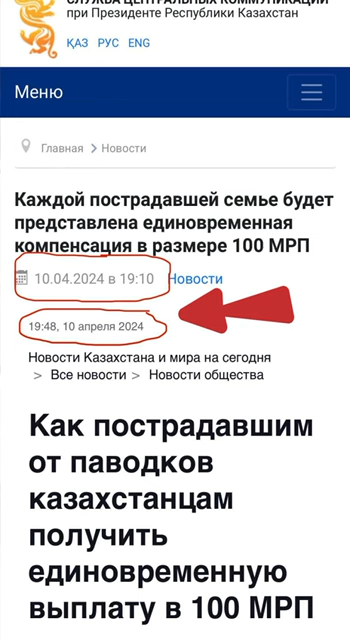 СЛУЖБА ЦЕНТРАЛЬНЫХ КОММУНИКАЦИЙ
при Президенте Республики Казахстан
ҚАЗ РУС ENG
Меню
Главная > Новости
Каждой пострадавшей семье будет
представлена единовременная
компенсация в размере 100 МРП
10.04.2024 в 19:10 Новости
19:48, 10 апреля 2024
Новости Казахстана и мира на сегодня
> Все новости > Новости общества
Как пострадавшим
от паводков
казахстанцам
получить
единовременную
выплату в 100 МРП